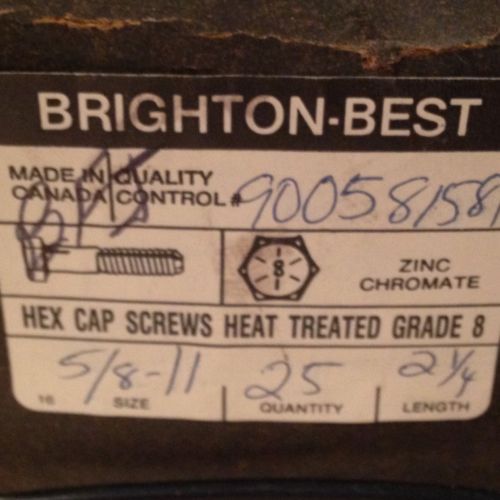 BRIGHTON-BEST
MADE IN QUALITY
CANADA CONTROL # 900581581
8
ZINC
CHROMATE
HEX CAP SCREWS HEAT TREATED GRADE 8
5/8-11 25 2 1/4
16 SIZE QUANTITY LENGTH